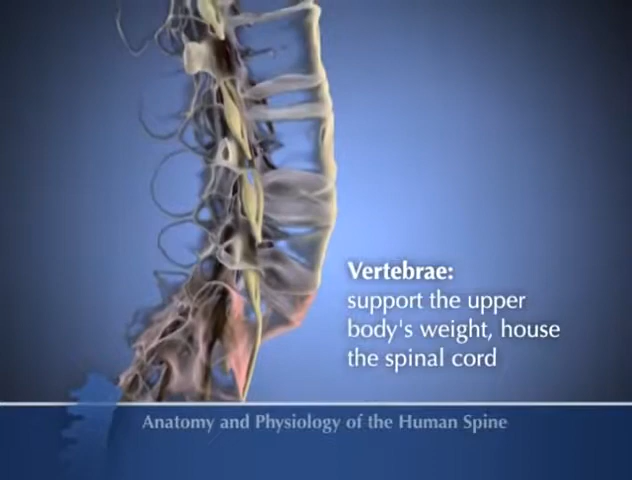 Vertebrae:
support the upper
body's weight, house
the spinal cord
Anatomy and Physiology of the Human Spine